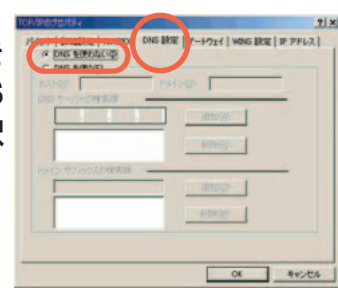 TCP/IPのプロパティ
DNS 設定 ゲートウェイ WINS 設定 IP アドレス
DNS を使わない(I)
DNS を使う(E)
ホスト(H) ドメイン(O)
DNS サーバーの検索順
追加(A)
削除(R)
ドメイン サフィックスの検索順
追加(D)
削除(M)
OK キャンセル